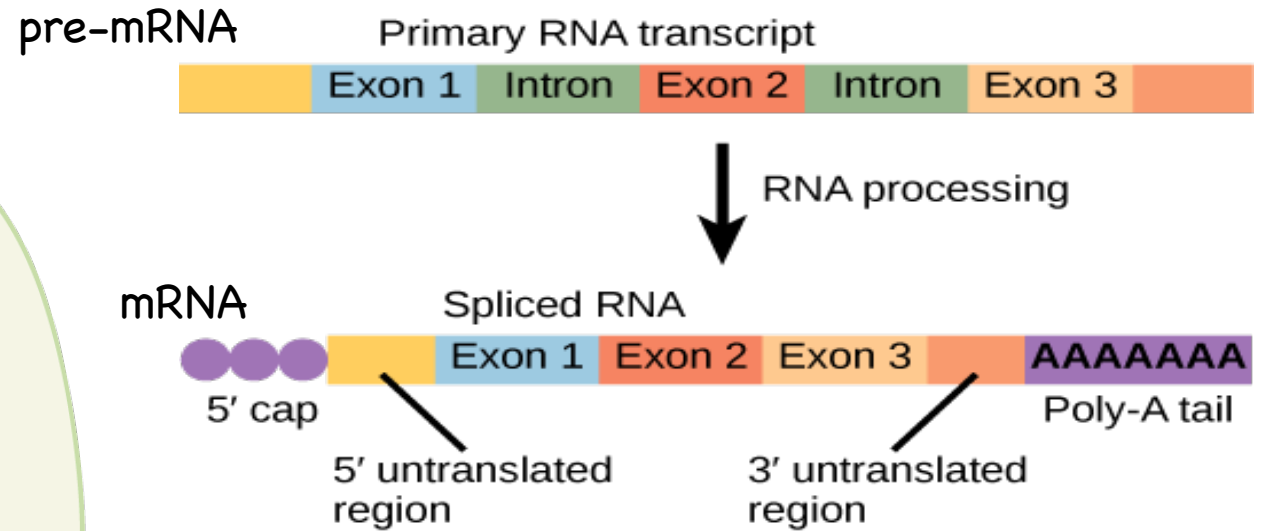 pre-mRNA
Primary RNA transcript
Exon 1 Intron Exon 2 Intron Exon 3
RNA processing
mRNA
Spliced RNA
Exon 1 Exon 2 Exon 3 AAAAAAA
5′ cap
Poly-A tail
5′ untranslated
region
3′ untranslated
region